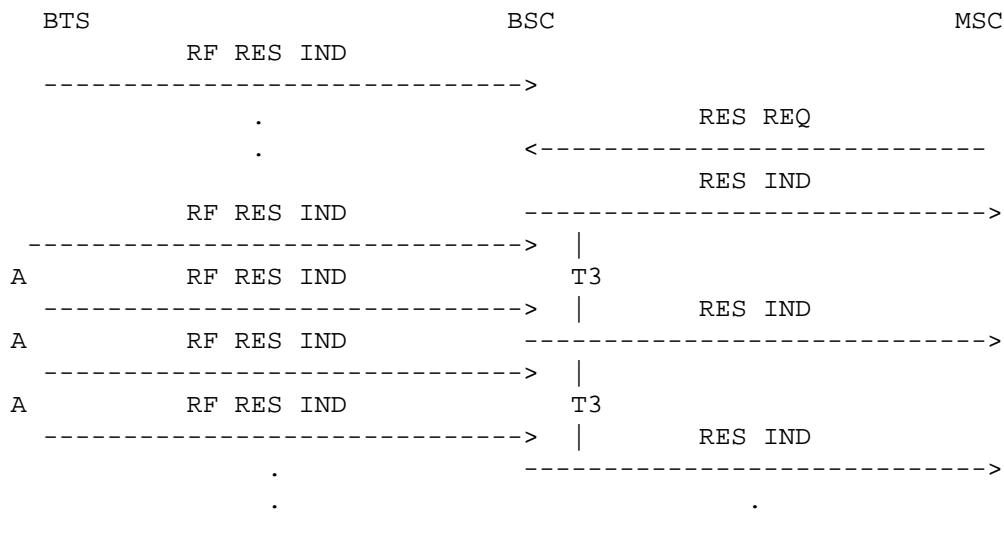 BTS BSC MSC
RF RES IND
------------------------------>
. RES REQ
. <----------------------------
RES IND
RF RES IND ----------------------------->
-------------------------------> |
A RF RES IND T3
------------------------------> | RES IND
A RF RES IND ----------------------------->
------------------------------> |
A RF RES IND T3
------------------------------> | RES IND
. ----------------------------->
. .